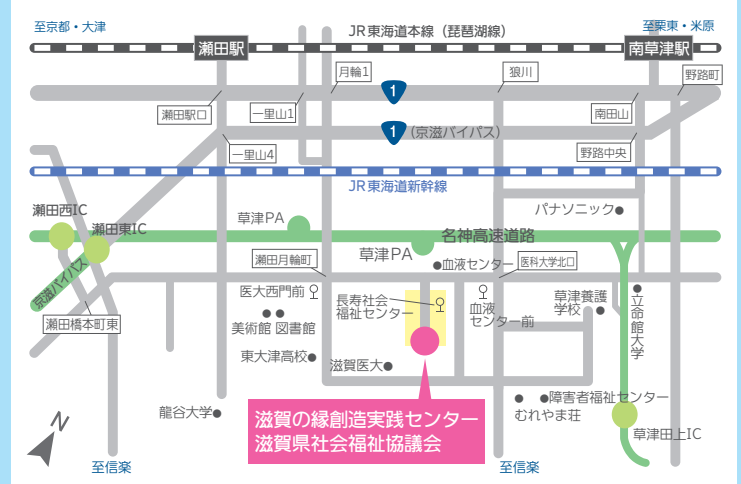 至京都・大津
JR東海道本線（琵琶湖線）
至栗東・米原
瀬田駅
南草津駅
月輪1
狼川
野路町
1
瀬田駅口
一里山1
南田山
1
（京滋バイパス）
一里山4
野路中央
JR東海道新幹線
瀬田西IC
瀬田東IC
草津PA
パナソニック
名神高速道路
草津PA
瀬田月輪町
血液センター
医科大学北口
京滋バイパス
医大西門前
長寿社会
福祉センター
血液
センター前
草津養護
学校
立命館大学
瀬田橋本町東
美術館 図書館
東大津高校
滋賀医大
龍谷大学
障害者福祉センター
むれやま荘
滋賀の縁創造実践センター
滋賀県社会福祉協議会
草津田上IC
N
至信楽
至信楽